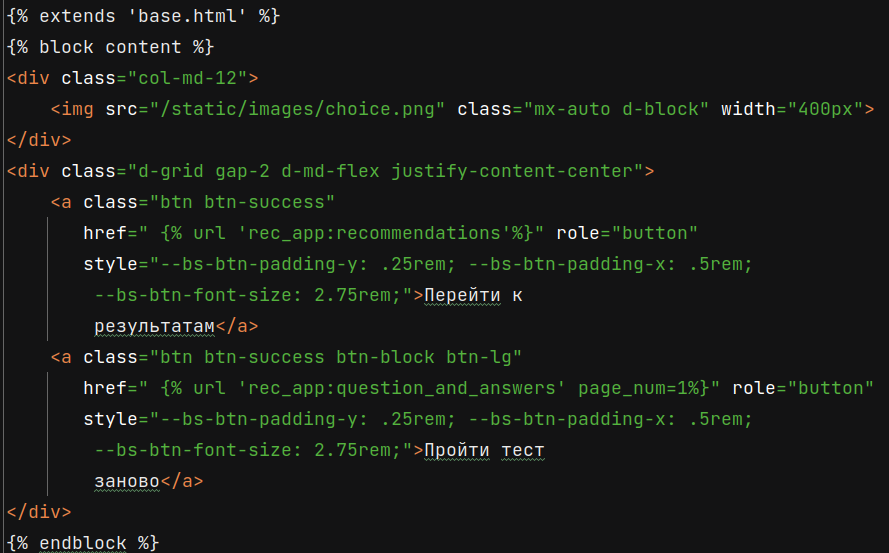 {% extends 'base.html' %}
{% block content %}
<div class="col-md-12">
    <img src="/static/images/choice.png" class="mx-auto d-block" width="400px">
</div>
<div class="d-grid gap-2 d-md-flex justify-content-center">
    <a class="btn btn-success"
       href=" {% url 'rec_app:recommendations'%}" role="button"
       style="--bs-btn-padding-y: .25rem; --bs-btn-padding-x: .5rem;
        --bs-btn-font-size: 2.75rem;">Перейти к
        результатам</a>
    <a class="btn btn-success btn-block btn-lg"
       href=" {% url 'rec_app:question_and_answers' page_num=1%}" role="button"
       style="--bs-btn-padding-y: .25rem; --bs-btn-padding-x: .5rem;
        --bs-btn-font-size: 2.75rem;">Пройти тест
        заново</a>
</div>
{% endblock %}